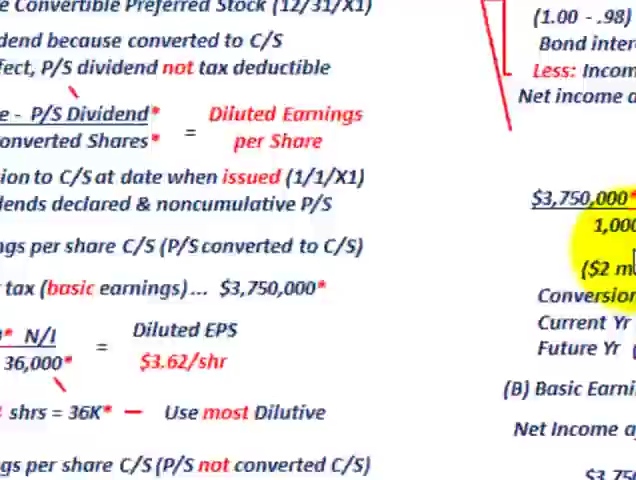 e Convertible Preferred Stock (12/31/X1)
dend because converted to C/S
fect, P/S dividend not tax deductible
e - P/S Dividend*
onverted Shares*
= Diluted Earnings
per Share
ion to C/S at date when issued (1/1/X1)
lends declared & noncumulative P/S
ngs per share C/S (P/S converted to C/S)
tax (basic earnings)... $3,750,000*
* N/I
36,000*
= Diluted EPS
$3.62/shr
shrs = 36K* — Use most Dilutive
ngs per share C/S (P/S not converted C/S)
(1.00 - .98)
Bond inter
Less: Incom
Net income a
$3,750,000*
1,000
($2 m
Conversion
Current Yr
Future Yr (
(B) Basic Earni
Net Income a
$3,750